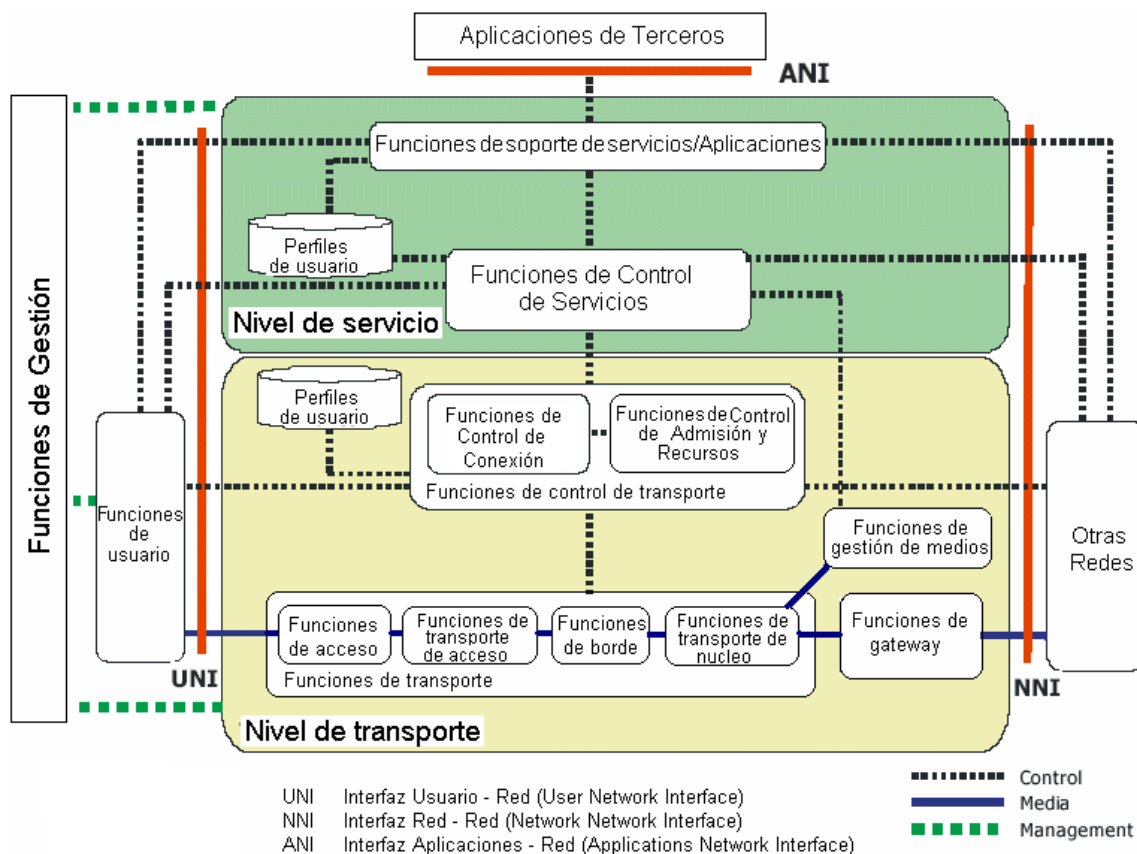 Aplicaciones de Terceros
ANI
Funciones de Gestión
Funciones de soporte de servicios/Aplicaciones
Perfiles
de usuario
Funciones de Control
de Servicios
Nivel de servicio
Perfiles
de usuario
Funciones de
Control de
Conexión
Funciones de Control
de Admisión y
Recursos
Funciones de control de transporte
Funciones
de
usuario
Funciones de
gestión de medios
Otras
Redes
Funciones
de acceso
Funciones de
transporte
de acceso
Funciones
de borde
Funciones de
transporte de
nucleo
Funciones de
gateway
Funciones de transporte
UNI
NNI
Nivel de transporte
UNI Interfaz Usuario - Red (User Network Interface)
NNI Interfaz Red - Red (Network Network Interface)
ANI Interfaz Aplicaciones - Red (Applications Network Interface)
Control
Media
Management